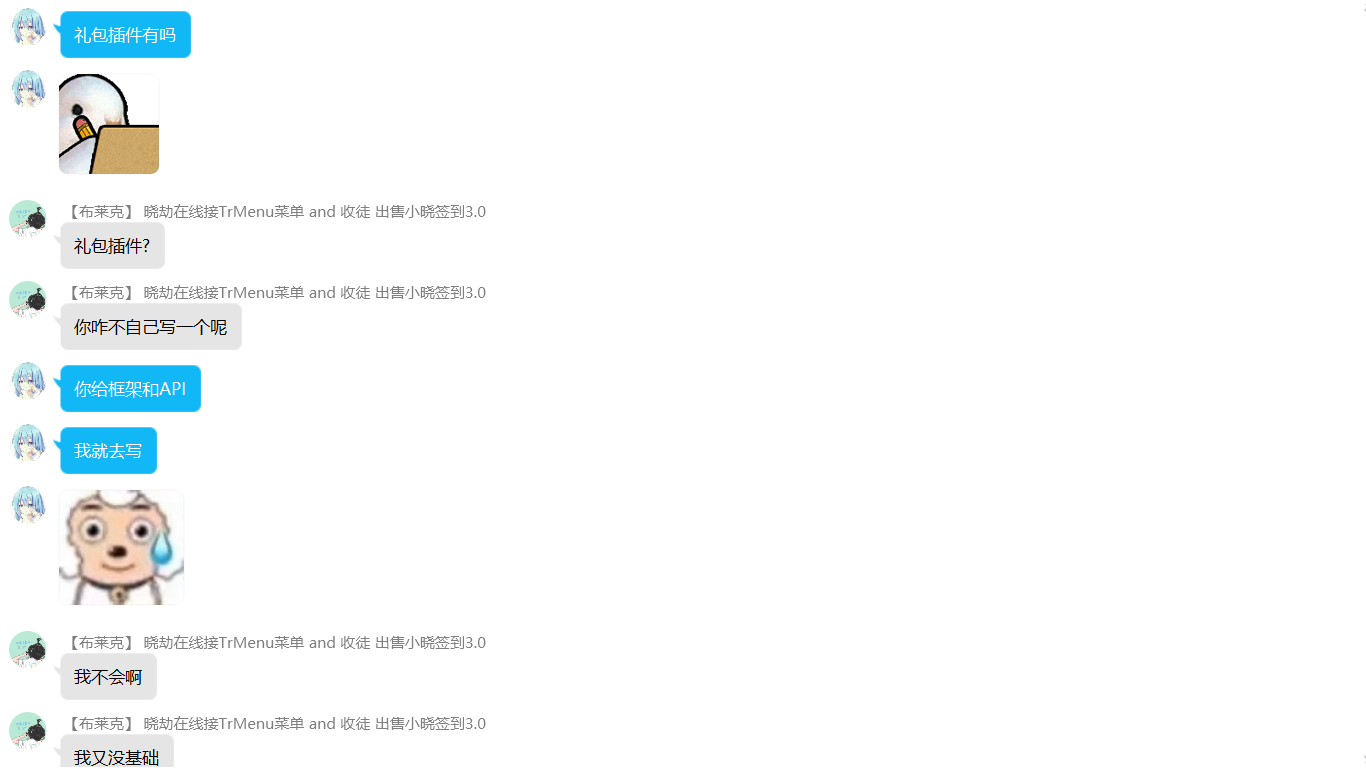 礼包插件有吗
【布莱克】 晓劫在线接TrMenu菜单 and 收徒 出售小晓签到3.0
礼包插件?
【布莱克】 晓劫在线接TrMenu菜单 and 收徒 出售小晓签到3.0
你咋不自己写一个呢
你给框架和API
我就去写
【布莱克】 晓劫在线接TrMenu菜单 and 收徒 出售小晓签到3.0
我不会啊
【布莱克】 晓劫在线接TrMenu菜单 and 收徒 出售小晓签到3.0
我又没基础